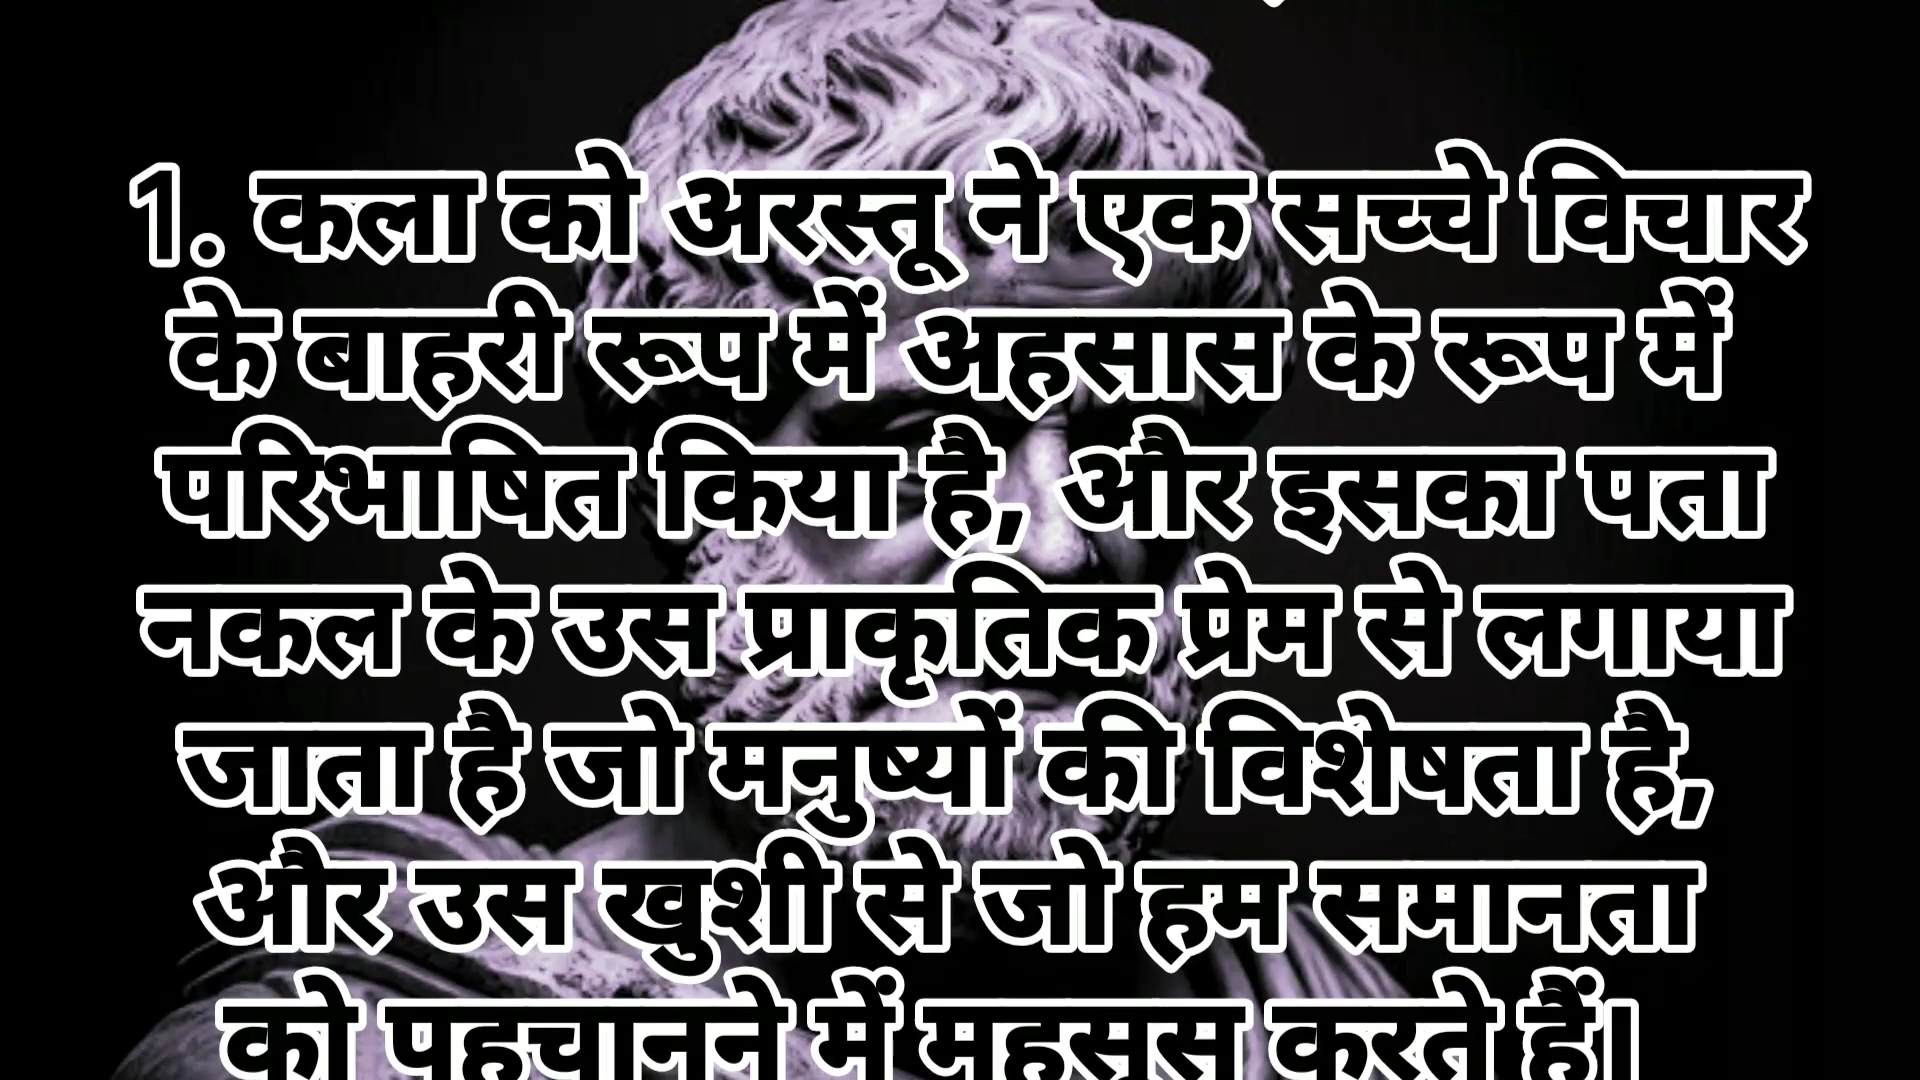 1. कला को अरस्तू ने एक सच्चे विचार
के बाहरी रूप में अहसास के रूप में
परिभाषित किया है, और इसका पता
नकल के उस प्राकृतिक प्रेम से लगाया
जाता है जो मनुष्यों की विशेषता है,
और उस खुशी से जो हम समानता
को पहचानने में महसूस करते हैं।